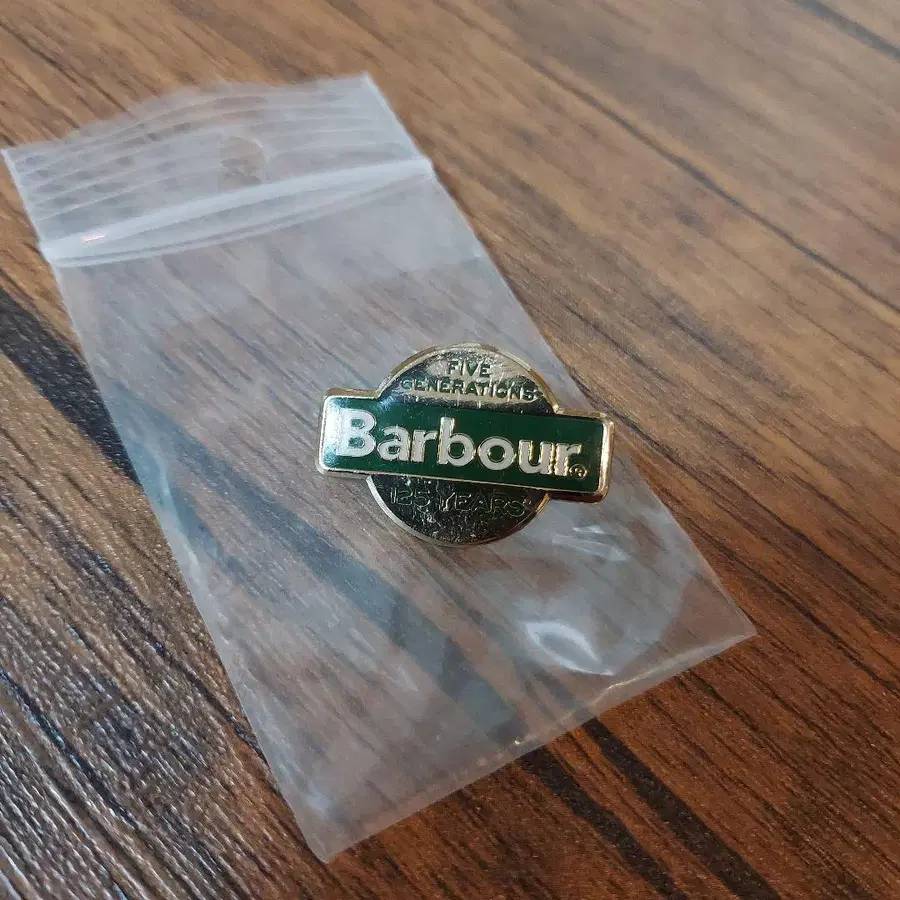 FIVE
GENERATIONS
Barbour®
125 YEARS